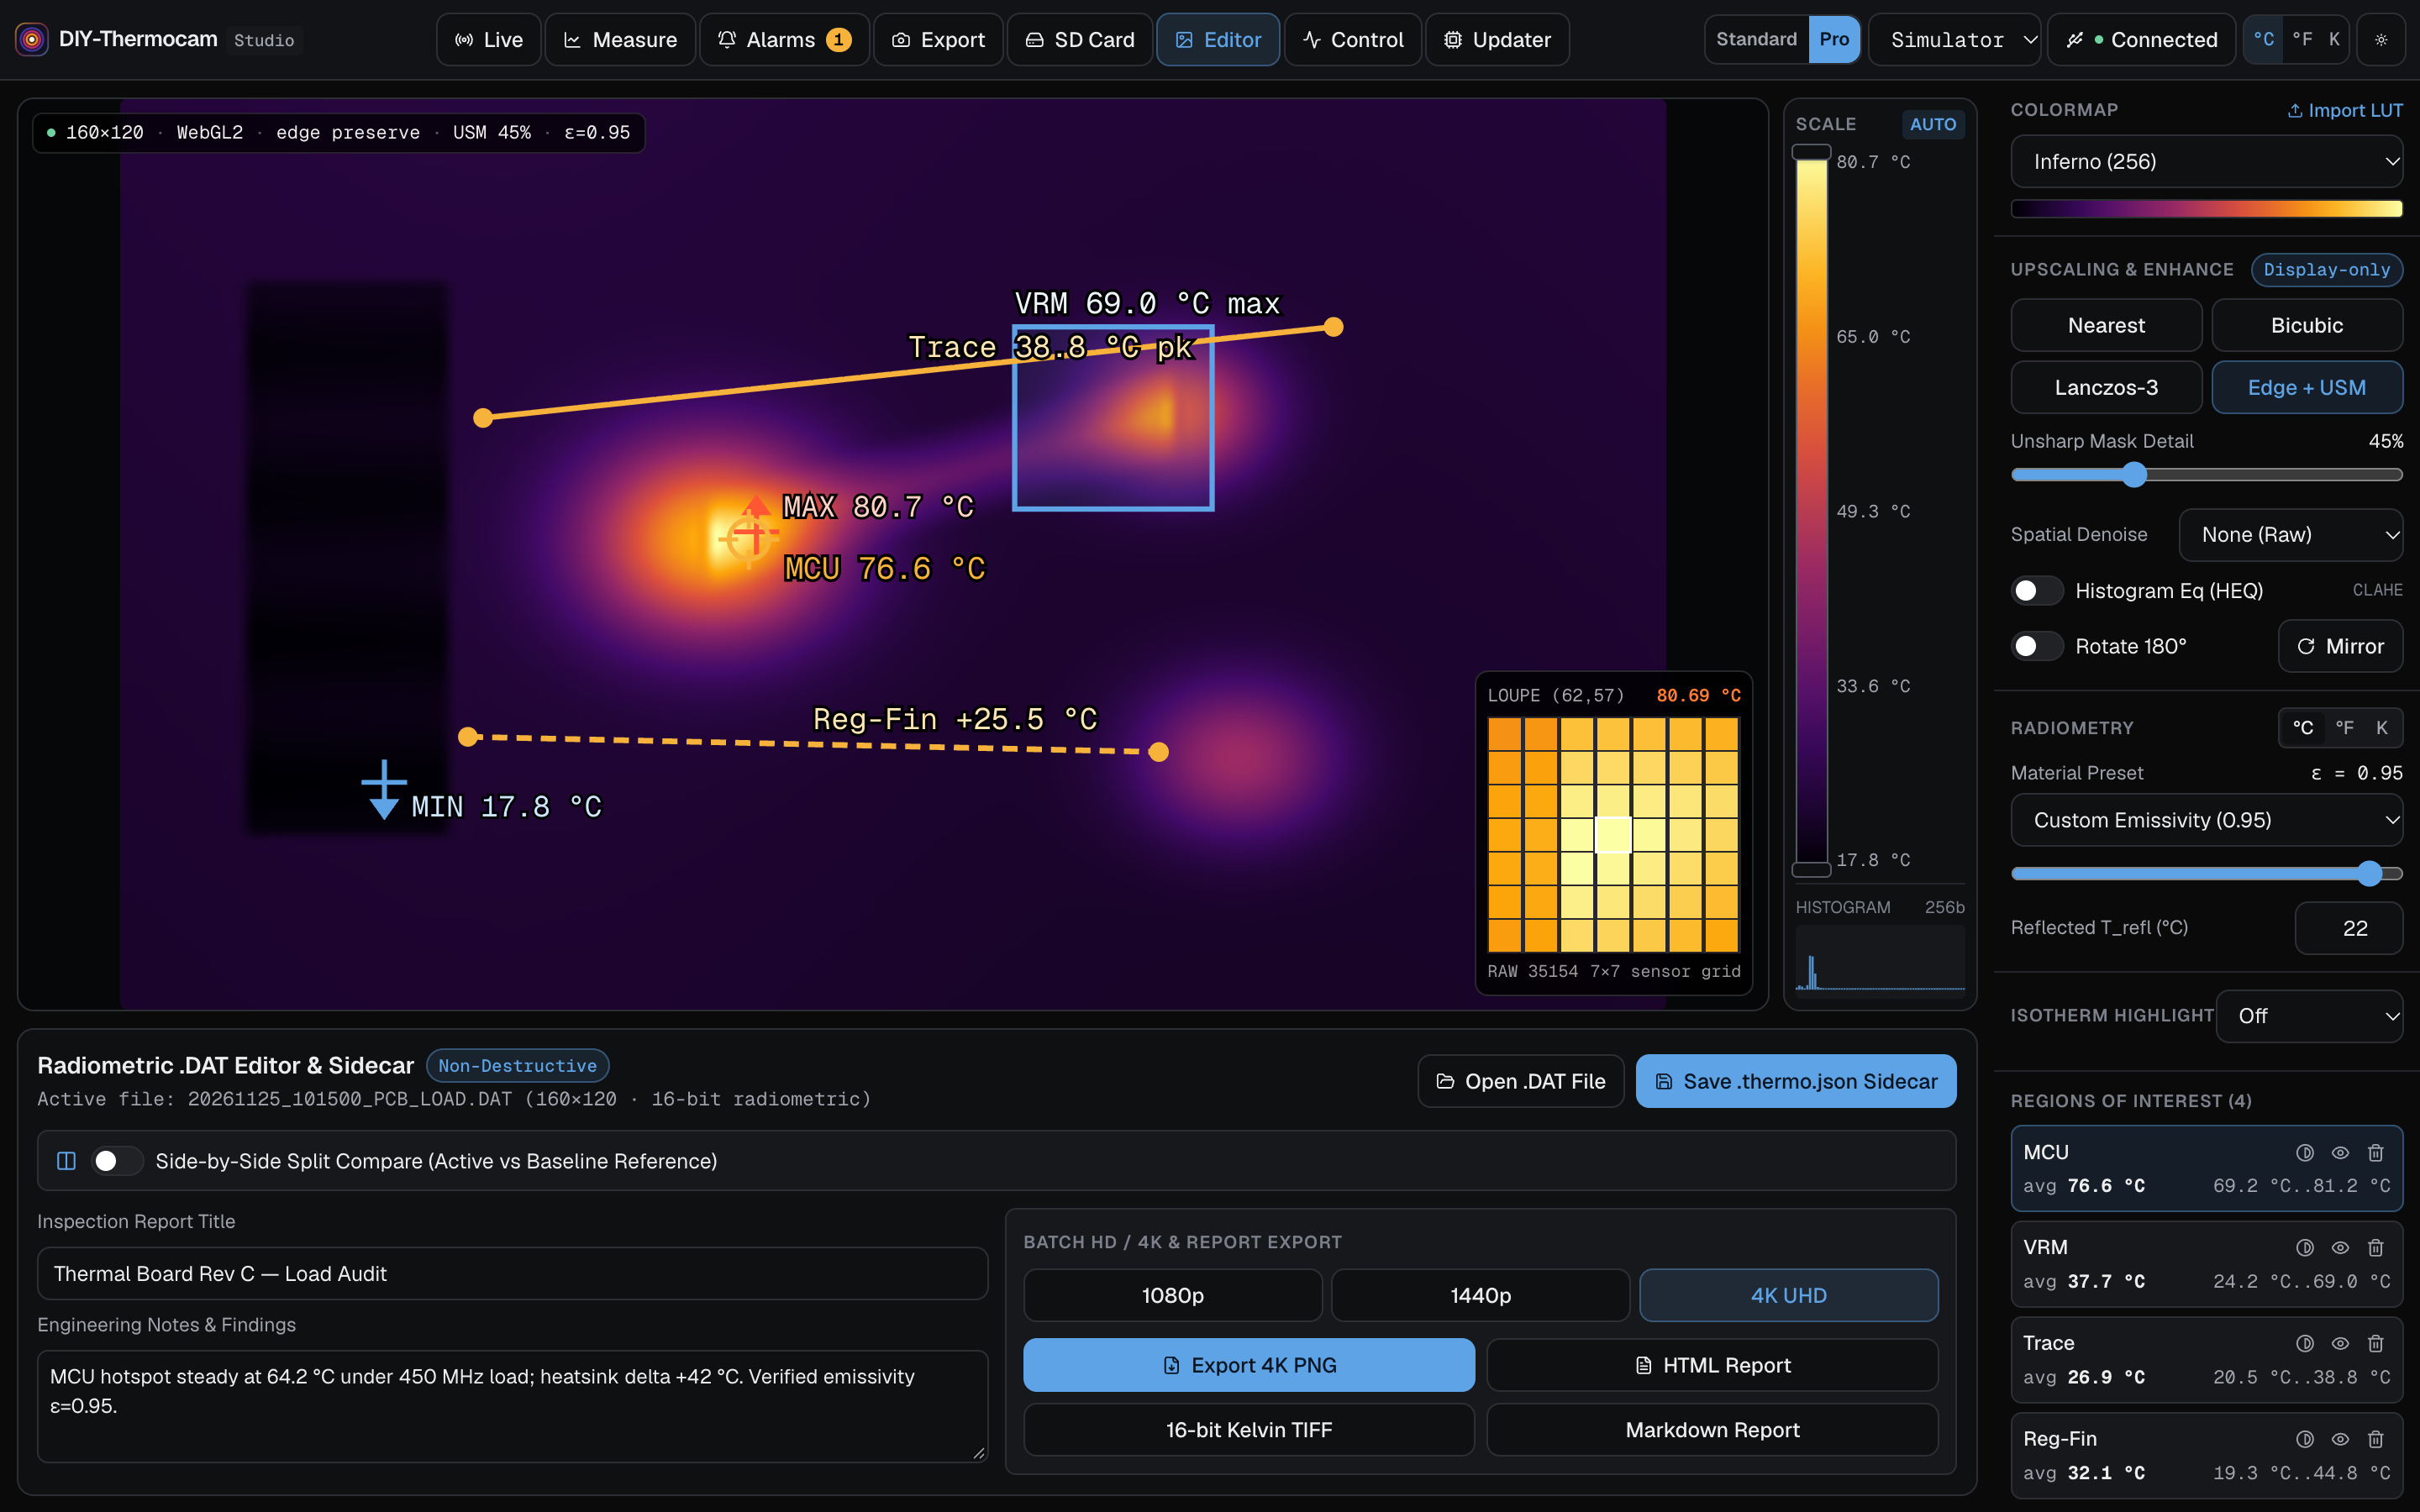 DIY-Thermocam Studio
Live
Measure
Alarms 1
Export
SD Card
Editor
Control
Updater
Standard Pro
Simulator
Connected
°C °F K
160×120 · WebGL2 · edge preserve · USM 45% · ε=0.95
VRM 69.0 °C max
Trace 38.8 °C pk
MAX 80.7 °C
MCU 76.6 °C
Reg-Fin +25.5 °C
MIN 17.8 °C
LOUPE (62,57) 80.69 °C
RAW 35154 7×7 sensor grid
SCALE AUTO
80.7 °C
65.0 °C
49.3 °C
33.6 °C
17.8 °C
HISTOGRAM 256b
COLORMAP Import LUT
Inferno (256)
UPSCALING & ENHANCE Display-only
Nearest Bicubic
Lanczos-3 Edge + USM
Unsharp Mask Detail 45%
Spatial Denoise None (Raw)
Histogram Eq (HEQ) CLAHE
Rotate 180° Mirror
RADIOMETRY °C °F K
Material Preset ε = 0.95
Custom Emissivity (0.95)
Reflected T_refl (°C) 22
ISOTHERM HIGHLIGHT Off
REGIONS OF INTEREST (4)
MCU
avg 76.6 °C 69.2 °C..81.2 °C
VRM
avg 37.7 °C 24.2 °C..69.0 °C
Trace
avg 26.9 °C 20.5 °C..38.8 °C
Reg-Fin
avg 32.1 °C 19.3 °C..44.8 °C
Radiometric .DAT Editor & Sidecar Non-Destructive
Active file: 20261125_101500_PCB_LOAD.DAT (160×120 · 16-bit radiometric)
Open .DAT File
Save .thermo.json Sidecar
Side-by-Side Split Compare (Active vs Baseline Reference)
Inspection Report Title
Thermal Board Rev C — Load Audit
Engineering Notes & Findings
MCU hotspot steady at 64.2 °C under 450 MHz load; heatsink delta +42 °C. Verified emissivity
ε=0.95.
BATCH HD / 4K & REPORT EXPORT
1080p 1440p 4K UHD
Export 4K PNG HTML Report
16-bit Kelvin TIFF Markdown Report